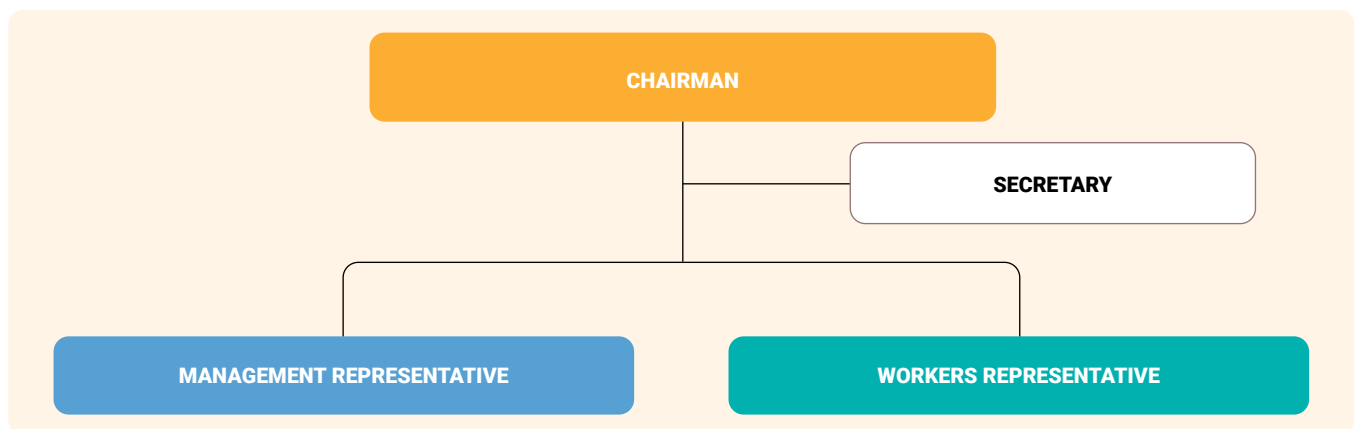 CHAIRMAN
SECRETARY
MANAGEMENT REPRESENTATIVE
WORKERS REPRESENTATIVE